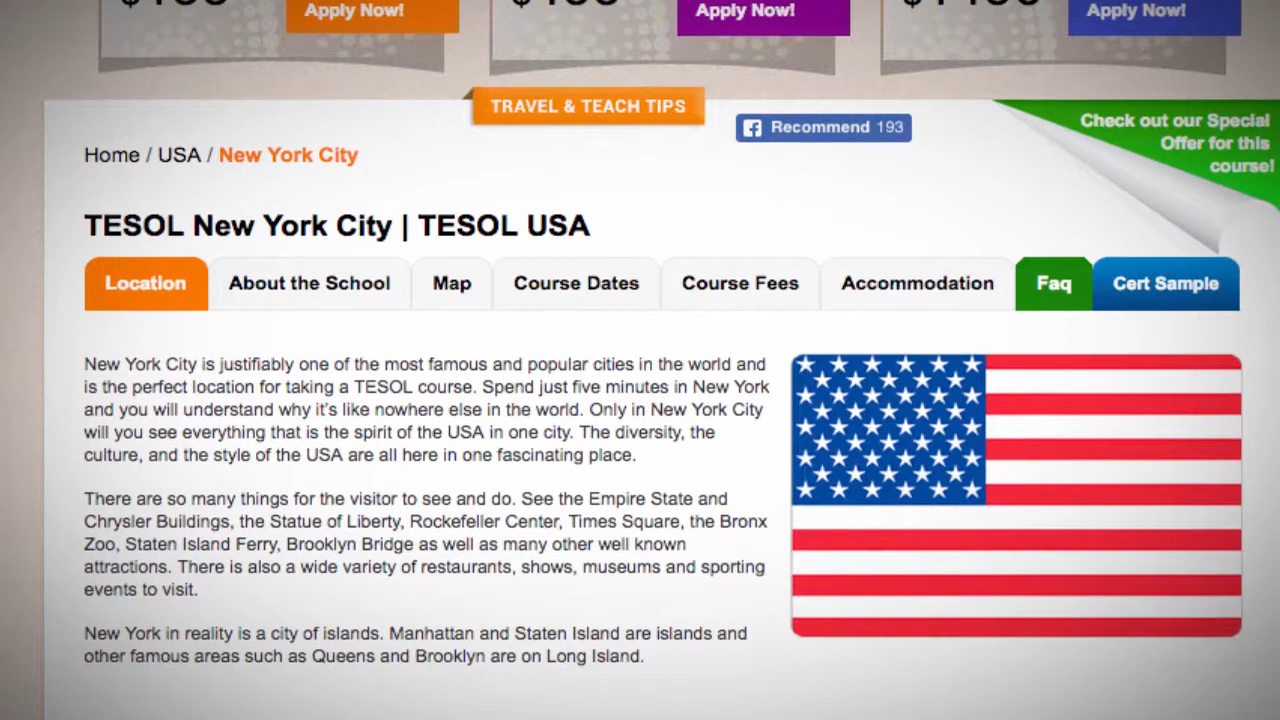 Apply Now!
Apply Now!
Apply Now!
TRAVEL & TEACH TIPS
Recommend 193
Check out our Special
Offer for this
course!
Home / USA / New York City
TESOL New York City | TESOL USA
Location
About the School
Map
Course Dates
Course Fees
Accommodation
Faq
Cert Sample
New York City is justifiably one of the most famous and popular cities in the world and
is the perfect location for taking a TESOL course. Spend just five minutes in New York
and you will understand why it's like nowhere else in the world. Only in New York City
will you see everything that is the spirit of the USA in one city. The diversity, the
culture, and the style of the USA are all here in one fascinating place.
There are so many things for the visitor to see and do. See the Empire State and
Chrysler Buildings, the Statue of Liberty, Rockefeller Center, Times Square, the Bronx
Zoo, Staten Island Ferry, Brooklyn Bridge as well as many other well known
attractions. There is also a wide variety of restaurants, shows, museums and sporting
events to visit.
New York in reality is a city of islands. Manhattan and Staten Island are islands and
other famous areas such as Queens and Brooklyn are on Long Island.